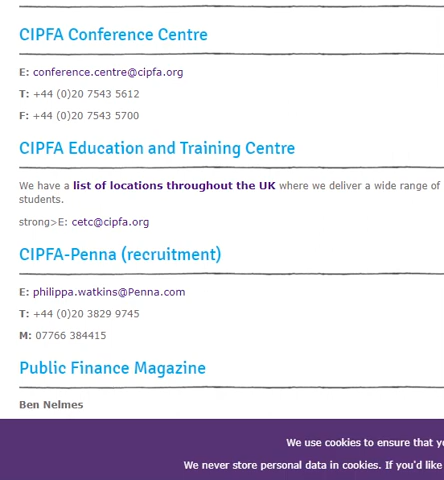 CIPFA Conference Centre
E: conference.centre@cipfa.org
T: +44 (0)20 7543 5612
F: +44 (0)20 7543 5700
CIPFA Education and Training Centre
We have a list of locations throughout the UK where we deliver a wide range of
students.
strong>E: cetc@cipfa.org
CIPFA-Penna (recruitment)
E: philippa.watkins@Penna.com
T: +44 (0)20 3829 9745
M: 07766 384415
Public Finance Magazine
Ben Nelmes
We use cookies to ensure that yo
We never store personal data in cookies. If you'd like